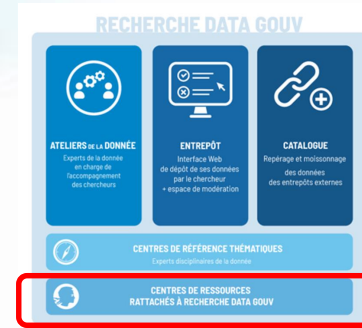 RECHERCHE DATA GOUV
ATELIERS DE LA DONNÉE
Experts de la donnée
en charge de
l'accompagnement
des chercheurs
ENTREPÔT
Interface Web
de dépôt de ses données
par le chercheur
+ espace de modération
CATALOGUE
Repérage et moissonnage
des données
des entrepôts externes
CENTRES DE RÉFÉRENCE THÉMATIQUES
Experts disciplinaires de la donnée
CENTRES DE RESSOURCES
RATTACHÉS À RECHERCHE DATA GOUV